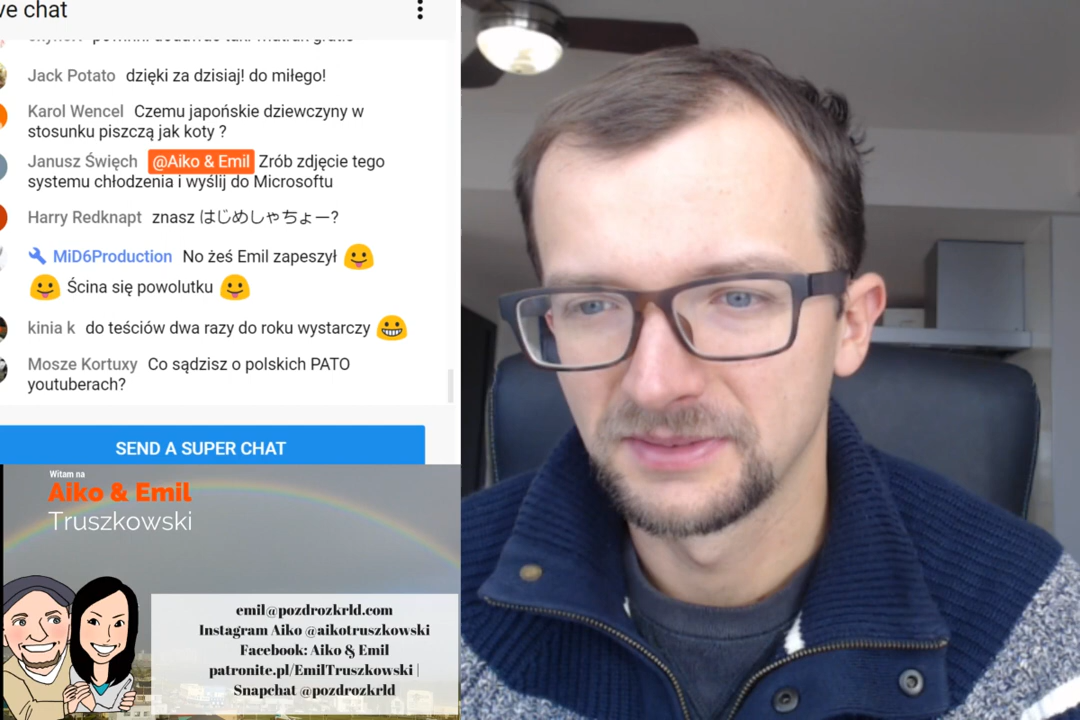 ve chat
Jack Potato dzięki za dzisiaj! do miłego!
Karol Wencel Czemu japońskie dziewczyny w
stosunku piszczą jak koty ?
Janusz Święch @Aiko & Emil Zrób zdjęcie tego
systemu chłodzenia i wyślij do Microsoftu
Harry Redknapt znasz はじめしゃちょー?
MiD6Production No żeś Emil zapeszył 😛
😛 Ścina się powolutku 😛
kinia k do teściów dwa razy do roku wystarczy 😁
Mosze Kortuxy Co sądzisz o polskich PATO
youtuberach?
SEND A SUPER CHAT
Witam na
Aiko & Emil
Truszkowski
emil@pozdrozkrld.com
Instagram Aiko @aikotruszkowski
Facebook: Aiko & Emil
patronite.pl/EmilTruszkowski |
Snapchat @pozdrozkrld